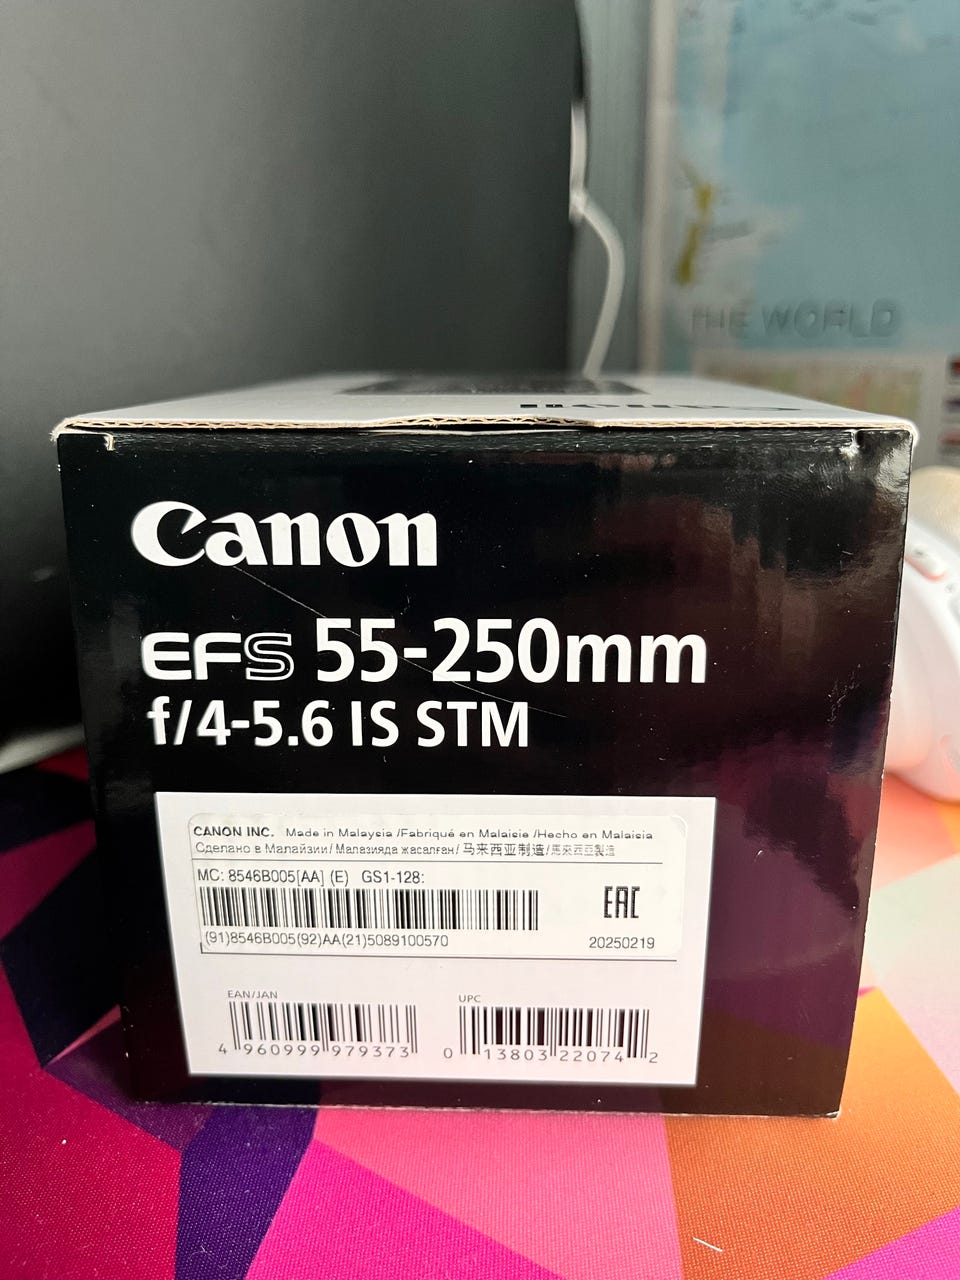 THE WORLD
Canon
Canon
EFS 55-250mm
f/4-5.6 IS STM
CANON INC. Made in Malaysia /Fabriqué en Malaisie /Hecho en Malaisia
Сделано в Малайзии/ Малазияда жасалған/ 马来西亚制造/馬來西亞製造
MC: 8546B005[AA] (E) GS1-128:
EAC
(91)8546B005(92)AA(21)5089100570
20250219
EAN/JAN
UPC
4 960999 979373
0 13803 22074 2